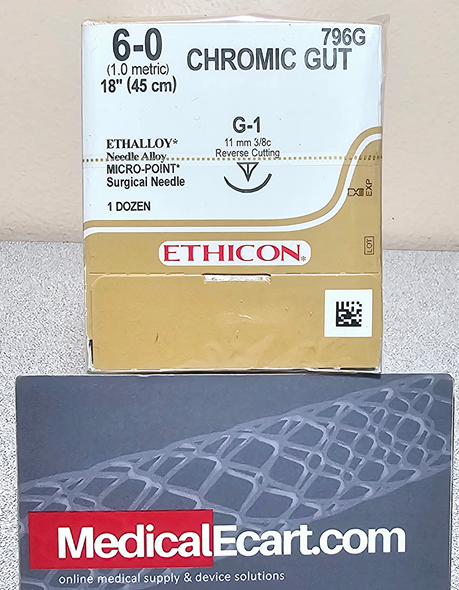 796G
6-0
CHROMIC GUT
(1.0 metric)
18" (45 cm)
G-1
11 mm 3/8c
Reverse Cutting
ETHALLOY*
Needle Alloy
MICRO-POINT*
Surgical Needle
1 DOZEN
EXP
LOT
ETHICON*
MedicalEcart.com
online medical supply & device solutions